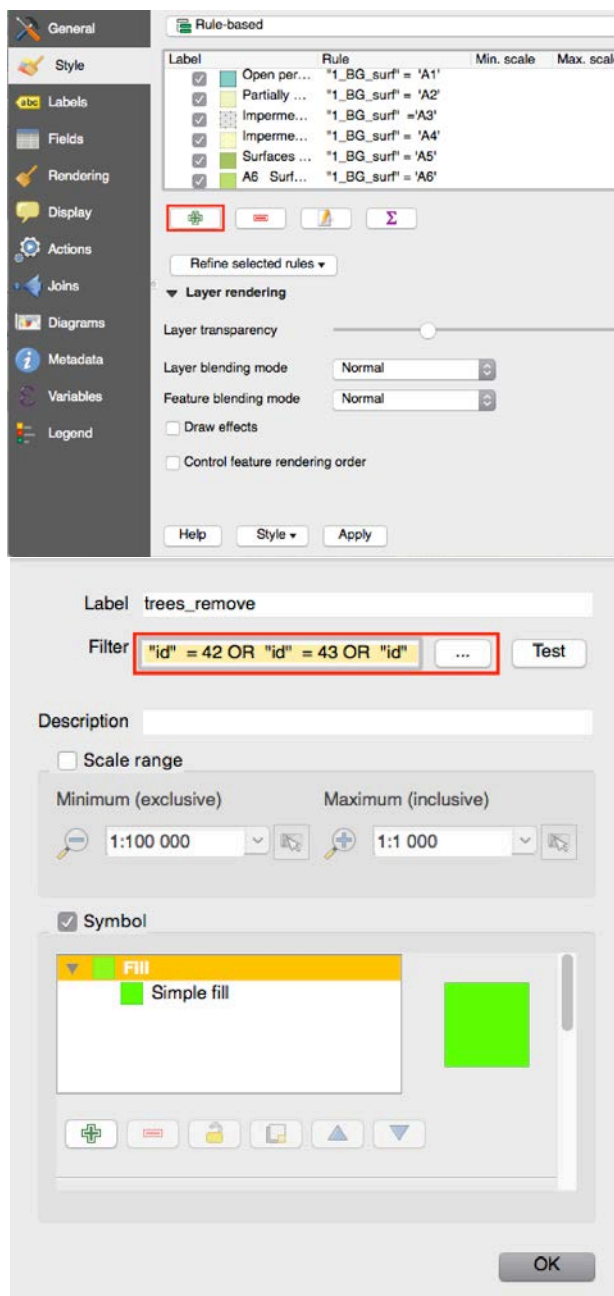 General
Style
Labels
Fields
Rendering
Display
Actions
Joins
Diagrams
Metadata
Variables
Legend
Rule-based
Label Rule Min. scale Max. scal
Open per... "1_BG_surf" = 'A1'
Partially ... "1_BG_surf" = 'A2'
Imperme... "1_BG_surf" ='A3'
Imperme... "1_BG_surf" = 'A4'
Surfaces ... "1_BG_surf" = 'A5'
A6 Surf... "1_BG_surf" = 'A6'
Σ
Refine selected rules
Layer rendering
Layer transparency
Layer blending mode Normal
Feature blending mode Normal
Draw effects
Control feature rendering order
Help Style Apply
Label trees_remove
Filter "id" = 42 OR "id" = 43 OR "id" ... Test
Description
Scale range
Minimum (exclusive) Maximum (inclusive)
1:100 000 1:1 000
Symbol
Fill
Simple fill
OK